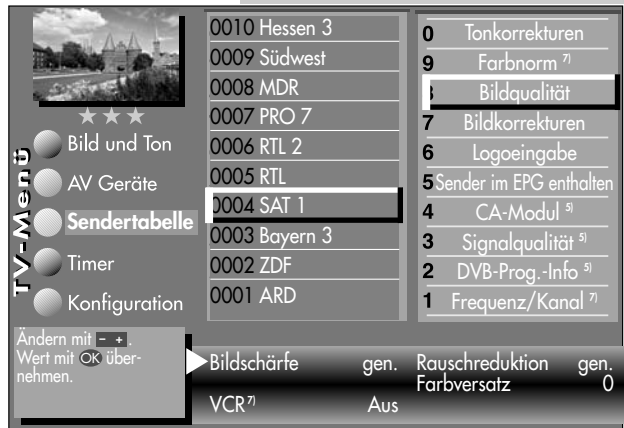 TV-Menü
Bild und Ton
AV Geräte
Sendertabelle
Timer
Konfiguration
Ändern mit - + .
Wert mit OK über-
nehmen.
0010 Hessen 3
0009 Südwest
0008 MDR
0007 PRO 7
0006 RTL 2
0005 RTL
0004 SAT 1
0003 Bayern 3
0002 ZDF
0001 ARD
0 Tonkorrekturen
9 Farbnorm 7)
8 Bildqualität
7 Bildkorrekturen
6 Logoeingabe
5 Sender im EPG enthalten
4 CA-Modul 5)
3 Signalqualität 5)
2 DVB-Prog.-Info 5)
1 Frequenz/Kanal 7)
Bildschärfe gen.
VCR 7) Aus
Rauschreduktion gen.
Farbversatz 0